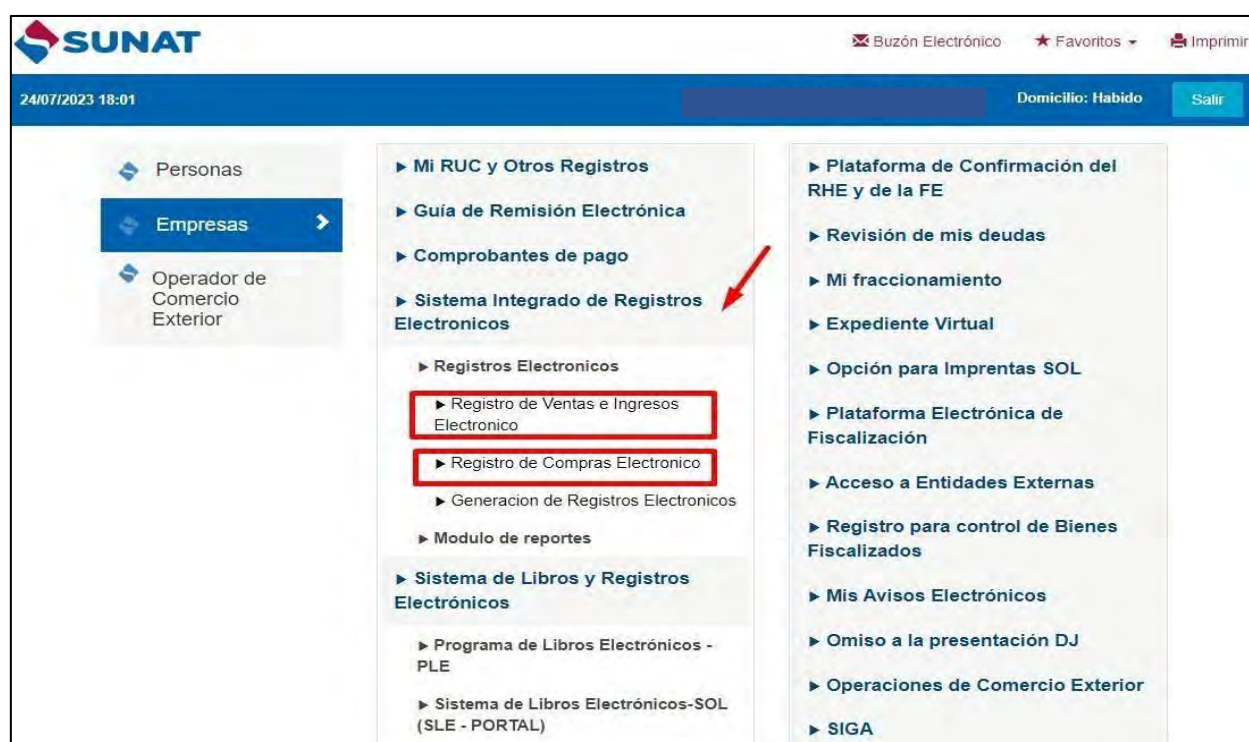 SUNAT
Buzón Electrónico
Favoritos
Imprimir
24/07/2023 18:01
Domicilio: Habido
Salir
Personas
Empresas
Operador de
Comercio
Exterior
Mi RUC y Otros Registros
Guía de Remisión Electrónica
Comprobantes de pago
Sistema Integrado de Registros
Electronicos
Registros Electronicos
Registro de Ventas e Ingresos
Electronico
Registro de Compras Electronico
Generacion de Registros Electronicos
Modulo de reportes
Sistema de Libros y Registros
Electrónicos
Programa de Libros Electrónicos -
PLE
Sistema de Libros Electrónicos-SOL
(SLE - PORTAL)
Plataforma de Confirmación del
RHE y de la FE
Revisión de mis deudas
Mi fraccionamiento
Expediente Virtual
Opción para Imprentas SOL
Plataforma Electrónica de
Fiscalización
Acceso a Entidades Externas
Registro para control de Bienes
Fiscalizados
Mis Avisos Electrónicos
Omiso a la presentación DJ
Operaciones de Comercio Exterior
SIGA